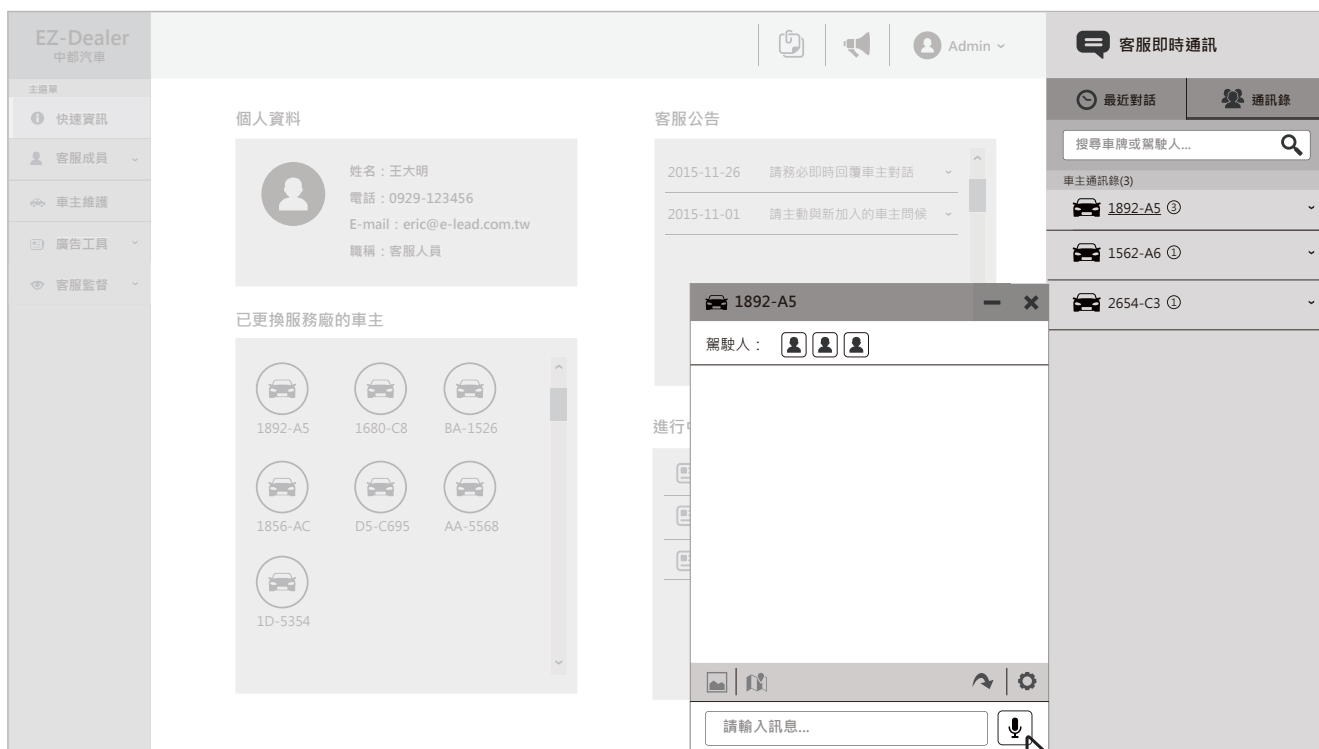 EZ-Dealer
中都汽車
主選單
快速資訊
客服成員
車主維護
廣告工具
客服監督
Admin
個人資料
姓名：王大明
電話：0929-123456
E-mail：eric@e-lead.com.tw
職稱：客服人員
已更換服務廠的車主
1892-A5 1680-C8 BA-1526
1856-AC D5-C695 AA-5568
1D-5354
客服公告
2015-11-26 請務必即時回覆車主對話
2015-11-01 請主動與新加入的車主問候
進行
1892-A5
駕駛人：
請輸入訊息...
客服即時通訊
最近對話 通訊錄
搜尋車牌或駕駛人...
車主通訊錄(3)
1892-A5 ③
1562-A6 ①
2654-C3 ①